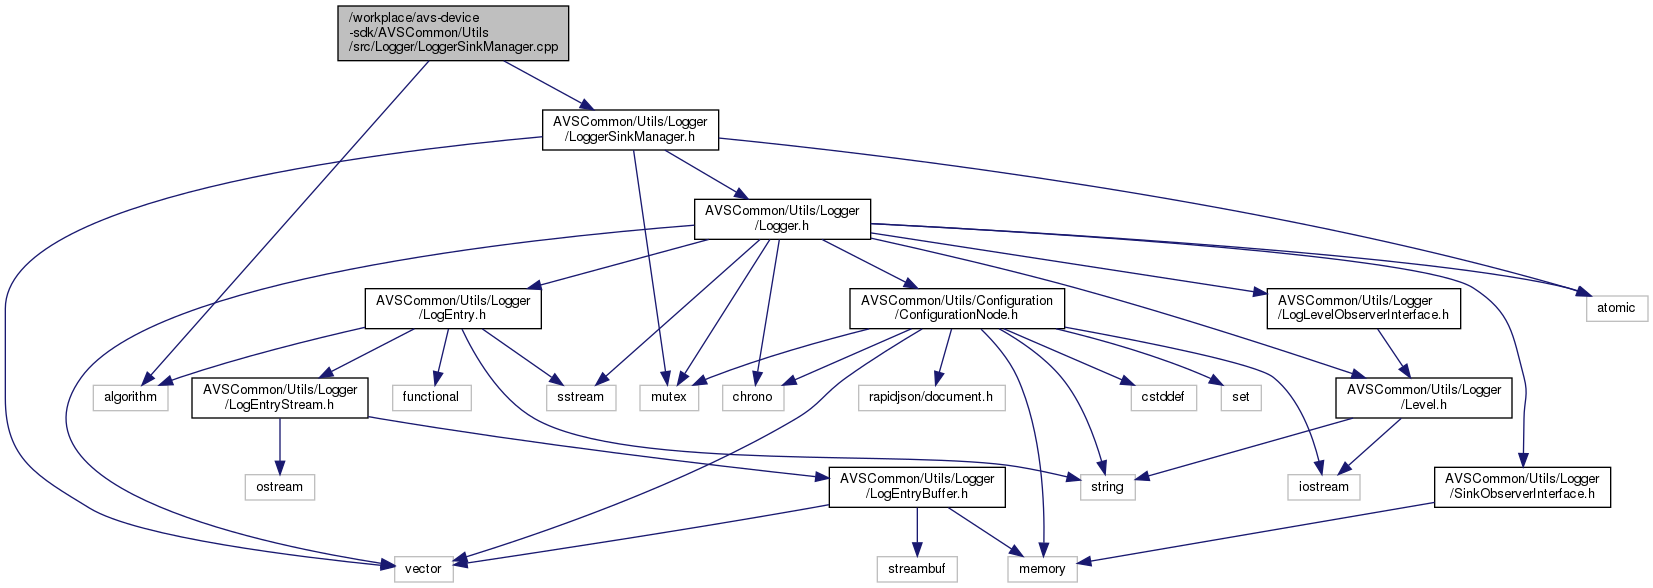 /workplace/avs-device
-sdk/AVSCommon/Utils
/src/Logger/LoggerSinkManager.cpp
AVSCommon/Utils/Logger
/LoggerSinkManager.h
AVSCommon/Utils/Logger
/Logger.h
AVSCommon/Utils/Logger
/LogEntry.h
AVSCommon/Utils/Configuration
/ConfigurationNode.h
AVSCommon/Utils/Logger
/LogLevelObserverInterface.h
atomic
algorithm
AVSCommon/Utils/Logger
/LogEntryStream.h
functional
sstream
mutex
chrono
rapidjson/document.h
cstddef
set
AVSCommon/Utils/Logger
/Level.h
ostream
AVSCommon/Utils/Logger
/LogEntryBuffer.h
string
iostream
AVSCommon/Utils/Logger
/SinkObserverInterface.h
vector
streambuf
memory